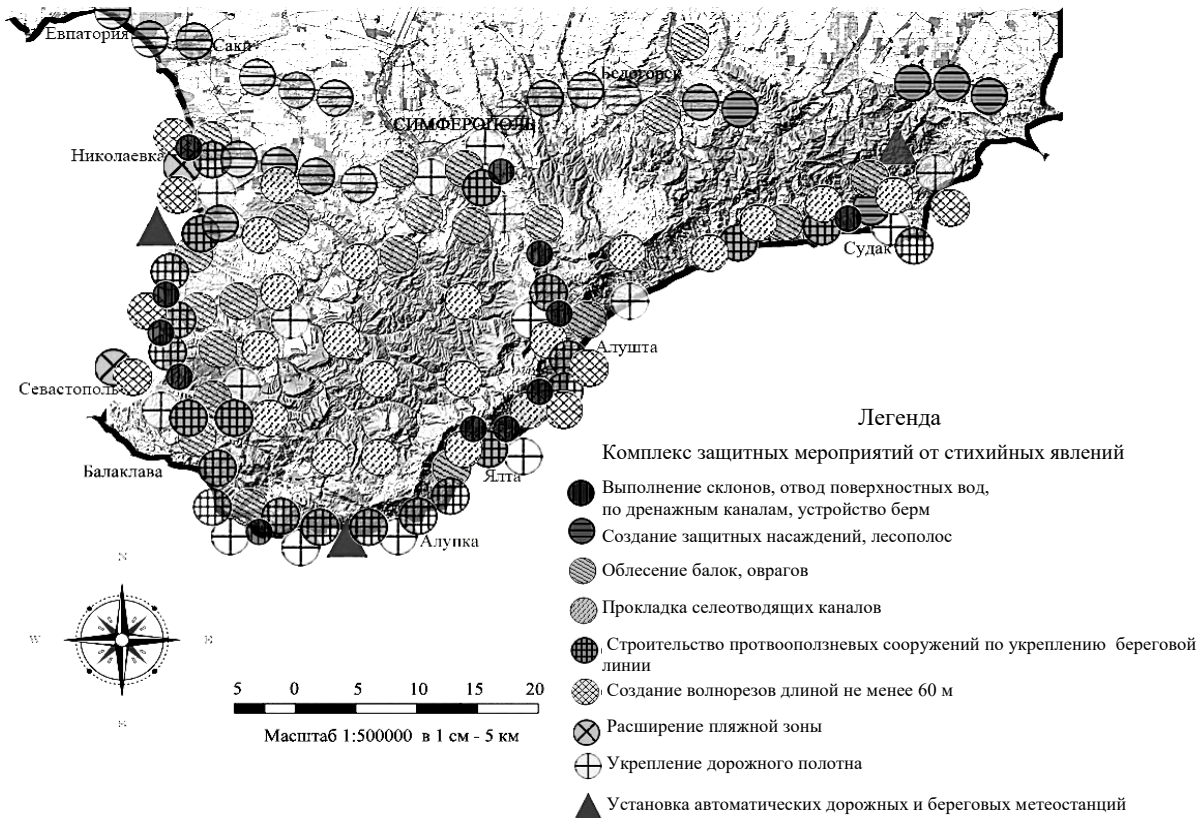 Евпатория
Саки
Белогорск
СИМФЕРОПОЛЬ
Николаевка
Судак
Алушта
Севастополь
Балаклава
Ялта
Алупка
Легенда
Комплекс защитных мероприятий от стихийных явлений
Выполнение склонов, отвод поверхностных вод,
по дренажным каналам, устройство берм
Создание защитных насаждений, лесополос
Облесение балок, оврагов
Прокладка селеотводящих каналов
Строительство протвооползневых сооружений по укреплению береговой
линии
Создание волнорезов длиной не менее 60 м
Расширение пляжной зоны
Укрепление дорожного полотна
Установка автоматических дорожных и береговых метеостанций
N
W
E
S
5 0 5 10 15 20
Масштаб 1:500000 в 1 см - 5 км